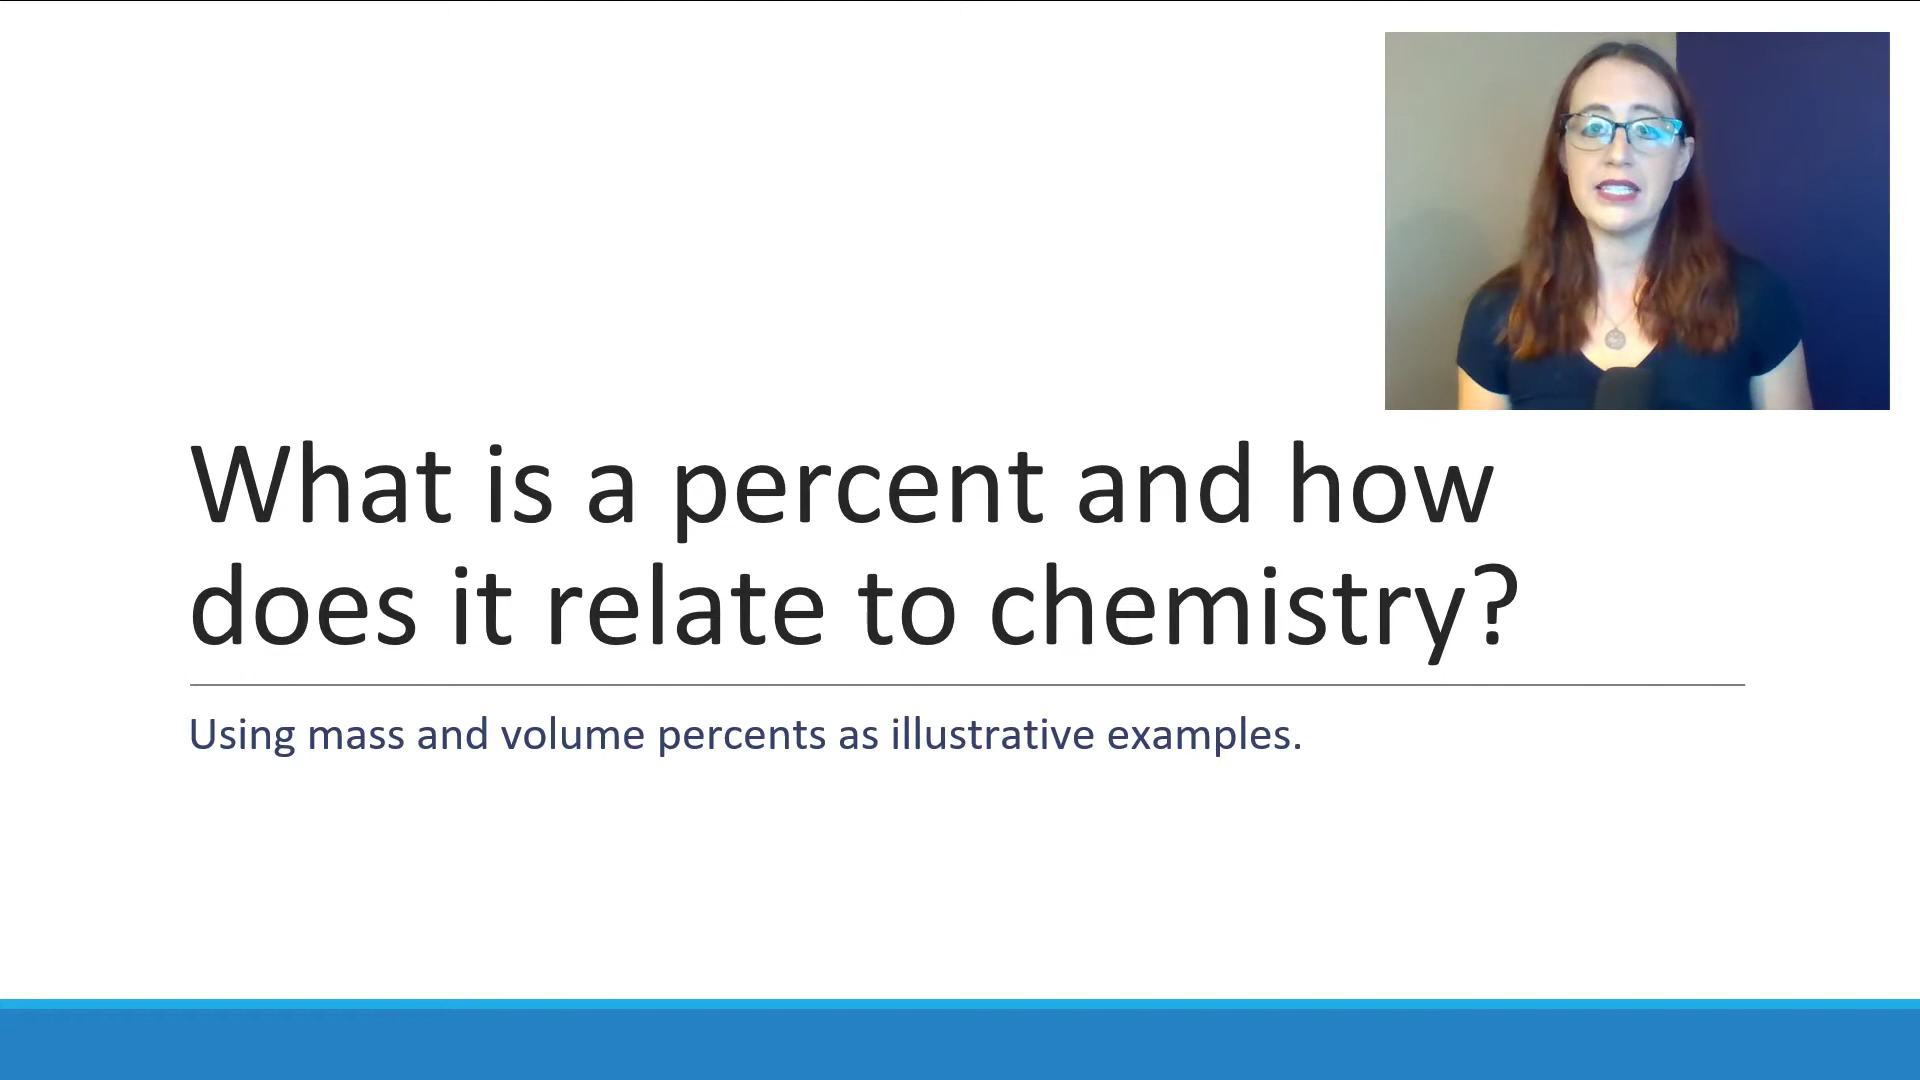 What is a percent and how
does it relate to chemistry?
Using mass and volume percents as illustrative examples.